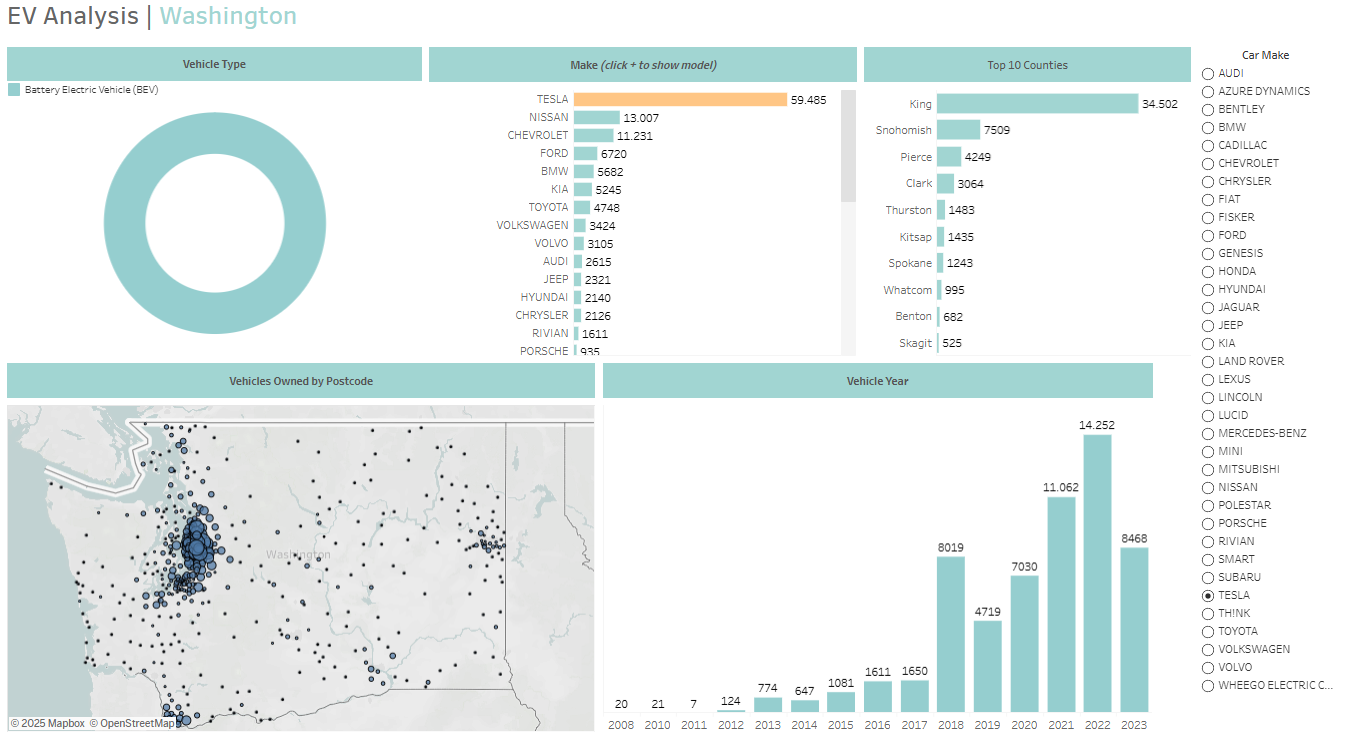 EV Analysis | Washington
Vehicle Type
Battery Electric Vehicle (BEV)
Make (click + to show model)
TESLA 59.485
NISSAN 13.007
CHEVROLET 11.231
FORD 6720
BMW 5682
KIA 5245
TOYOTA 4748
VOLKSWAGEN 3424
VOLVO 3105
AUDI 2615
JEEP 2321
HYUNDAI 2140
CHRYSLER 2126
RIVIAN 1611
PORSCHE 935
Top 10 Counties
King 34.502
Snohomish 7509
Pierce 4249
Clark 3064
Thurston 1483
Kitsap 1435
Spokane 1243
Whatcom 995
Benton 682
Skagit 525
Car Make
AUDI
AZURE DYNAMICS
BENTLEY
BMW
CADILLAC
CHEVROLET
CHRYSLER
FIAT
FISKER
FORD
GENESIS
HONDA
HYUNDAI
JAGUAR
JEEP
KIA
LAND ROVER
LEXUS
LINCOLN
LUCID
MERCEDES-BENZ
MINI
MITSUBISHI
NISSAN
POLESTAR
PORSCHE
RIVIAN
SMART
SUBARU
TESLA
TH!NK
TOYOTA
VOLKSWAGEN
VOLVO
WHEEGO ELECTRIC C...
Vehicles Owned by Postcode
Washington
© 2025 Mapbox © OpenStreetMap
Vehicle Year
20 21 7 124 774 647 1081 1611 1650 8019 4719 7030 11.062 14.252 8468
2008 2010 2011 2012 2013 2014 2015 2016 2017 2018 2019 2020 2021 2022 2023